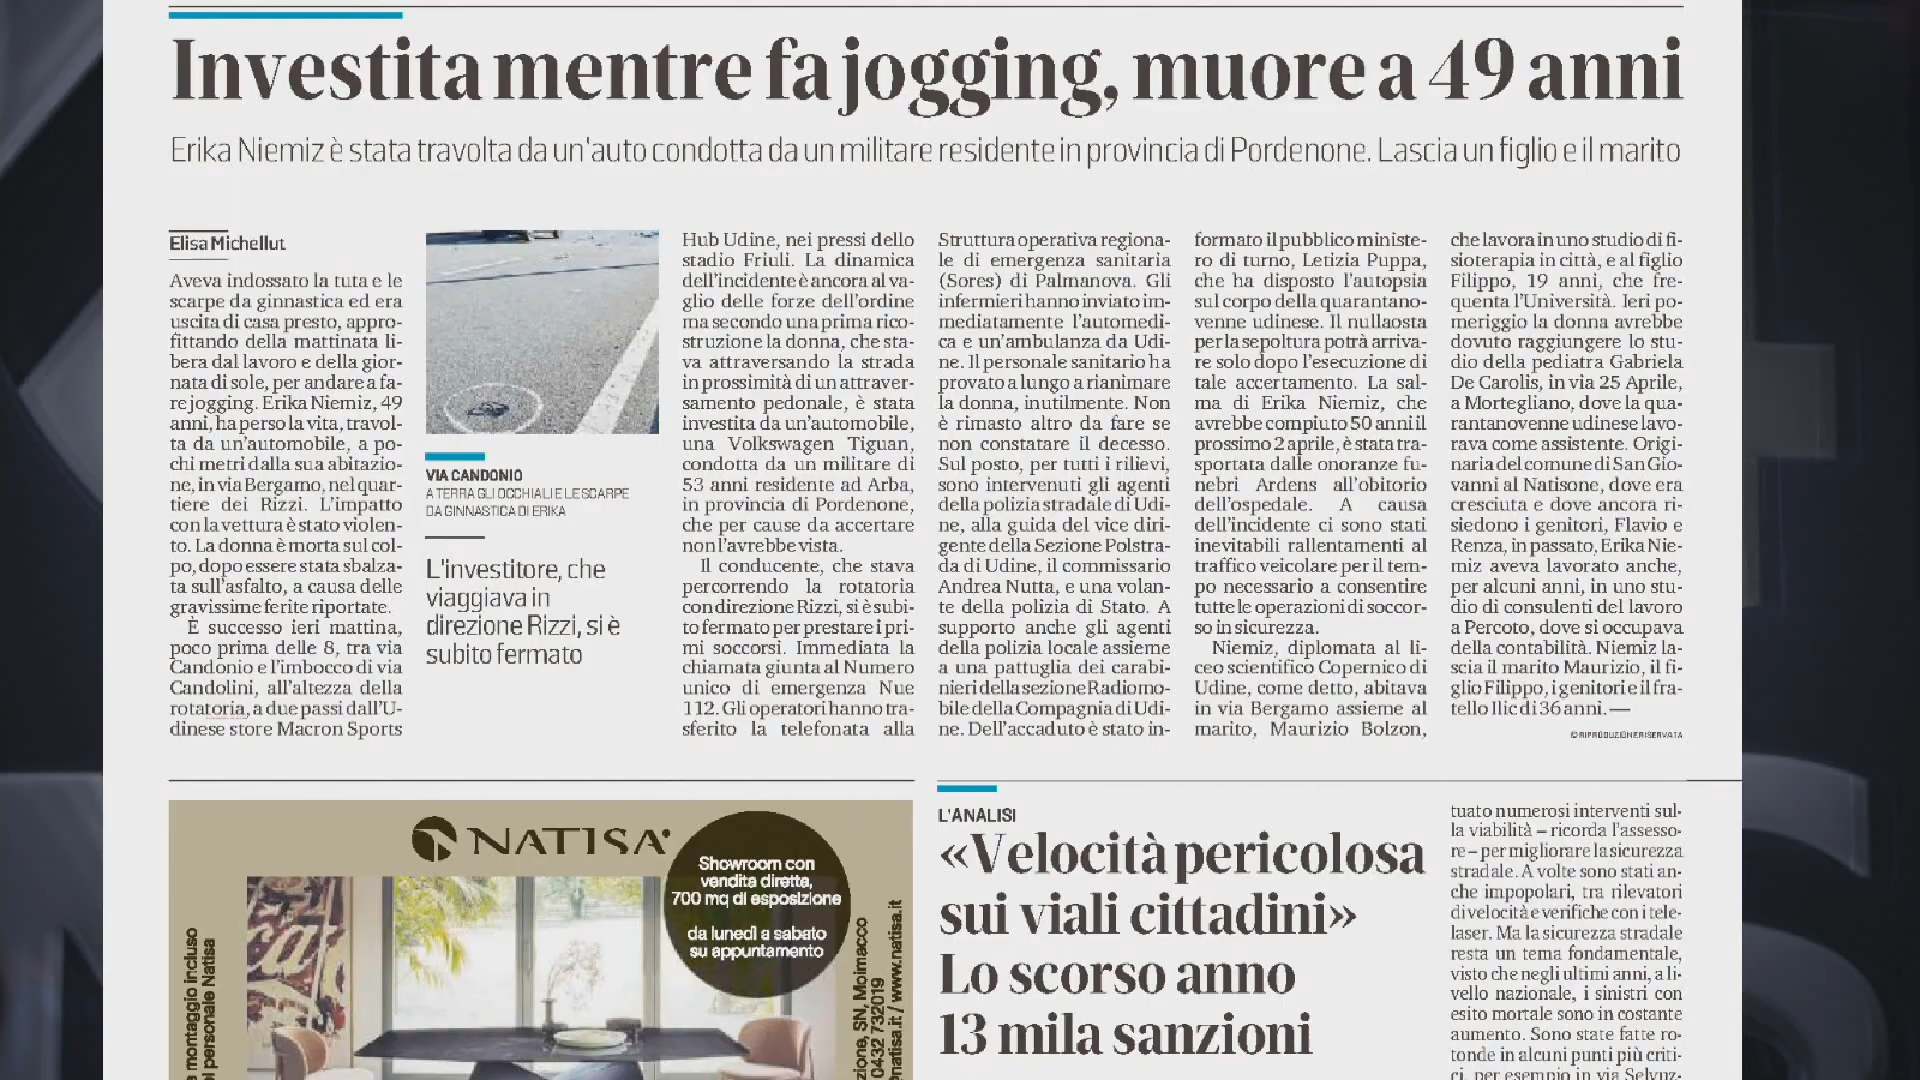 Investita mentre fa jogging, muore a 49 anni
Erika Niemiz è stata travolta da un'auto condotta da un militare residente in provincia di Pordenone. Lascia un figlio e il marito
Elisa Michellut
Aveva indossato la tuta e le
scarpe da ginnastica ed era
uscita di casa presto, appro-
fittando della mattinata li-
bera dal lavoro e della gior-
nata di sole, per andare a fa-
re jogging. Erika Niemiz, 49
anni, ha perso la vita, travol-
ta da un'automobile, a po-
chi metri dalla sua abitazio-
ne, in via Bergamo, nel quar-
tiere dei Rizzi. L'impatto
con la vettura è stato violen-
to. La donna è morta sul col-
po, dopo essere stata sbalza-
ta sull'asfalto, a causa delle
gravissime ferite riportate.
È successo ieri mattina,
poco prima delle 8, tra via
Candonio e l'imbocco di via
Candolini, all'altezza della
rotatoria, a due passi dall'U-
dinese store Macron Sports
VIA CANDONIO
A TERRA GLI OCCHIALI E LE SCARPE
DA GINNASTICA DI ERIKA
L'investitore, che
viaggiava in
direzione Rizzi, si è
subito fermato
Hub Udine, nei pressi dello
stadio Friuli. La dinamica
dell'incidente è ancora al va-
glio delle forze dell'ordine
ma secondo una prima rico-
struzione la donna, che sta-
va attraversando la strada
in prossimità di un attraver-
samento pedonale, è stata
investita da un'automobile,
una Volkswagen Tiguan,
condotta da un militare di
53 anni residente ad Arba,
in provincia di Pordenone,
che per cause da accertare
non l'avrebbe vista.
Il conducente, che stava
percorrendo la rotatoria
con direzione Rizzi, si è subi-
to fermato per prestare i pri-
mi soccorsi. Immediata la
chiamata giunta al Numero
unico di emergenza Nue
112. Gli operatori hanno tra-
sferito la telefonata alla
Struttura operativa regiona-
le di emergenza sanitaria
(Sores) di Palmanova. Gli
infermieri hanno inviato im-
mediatamente l'automedi-
ca e un'ambulanza da Udi-
ne. Il personale sanitario ha
provato a lungo a rianimare
la donna, inutilmente. Non
è rimasto altro da fare se
non constatare il decesso.
Sul posto, per tutti i rilievi,
sono intervenuti gli agenti
della polizia stradale di Udi-
ne, alla guida del vice diri-
gente della Sezione Polstra-
da di Udine, il commissario
Andrea Nutta, e una volan-
te della polizia di Stato. A
supporto anche gli agenti
della polizia locale assieme
a una pattuglia dei carabi-
nieri della sezione Radiomo-
bile della Compagnia di Udi-
ne. Dell'accaduto è stato in-
formato il pubblico ministe-
ro di turno, Letizia Puppa,
che ha disposto l'autopsia
sul corpo della quarantano-
venne udinese. Il nullaosta
per la sepoltura potrà arriva-
re solo dopo l'esecuzione di
tale accertamento. La sal-
ma di Erika Niemiz, che
avrebbe compiuto 50 anni il
prossimo 2 aprile, è stata tra-
sportata dalle onoranze fu-
nebri Ardens all'obitorio
dell'ospedale. A causa
dell'incidente ci sono stati
inevitabili rallentamenti al
traffico veicolare per il tem-
po necessario a consentire
tutte le operazioni di soccor-
so in sicurezza.
Niemiz, diplomata al li-
ceo scientifico Copernico di
Udine, come detto, abitava
in via Bergamo assieme al
marito, Maurizio Bolzon,
che lavora in uno studio di fi-
sioterapia in città, e al figlio
Filippo, 19 anni, che fre-
quenta l'Università. Ieri po-
meriggio la donna avrebbe
dovuto raggiungere lo stu-
dio della pediatra Gabriela
De Carolis, in via 25 Aprile,
a Mortegliano, dove la qua-
rantanovenne udinese lavo-
rava come assistente. Origi-
naria del comune di San Gio-
vanni al Natisone, dove era
cresciuta e dove ancora ri-
siedono i genitori, Flavio e
Renza, in passato, Erika Nie-
miz aveva lavorato anche,
per alcuni anni, in uno stu-
dio di consulenti del lavoro
a Percoto, dove si occupava
della contabilità. Niemiz la-
scia il marito Maurizio, il fi-
glio Filippo, i genitori e il fra-
tello Ilic di 36 anni. —
© RIPRODUZIONE RISERVATA
NATISA
Showroom con
vendita diretta,
700 mq di esposizione
da lunedì a sabato
su appuntamento
montaggio incluso
personale Natisa
zione, SN, Moimacco
0432 732019
natisa.it / www.natisa.it
L'ANALISI
«Velocità pericolosa
sui viali cittadini»
Lo scorso anno
13 mila sanzioni
tuato numerosi interventi sul-
la viabilità – ricorda l'assesso-
re – per migliorare la sicurezza
stradale. A volte sono stati an-
che impopolari, tra rilevatori
di velocità e verifiche con i tele-
laser. Ma la sicurezza stradale
resta un tema fondamentale,
visto che negli ultimi anni, a li-
vello nazionale, i sinistri con
esito mortale sono in costante
aumento. Sono state fatte ro-
tonde in alcuni punti più criti-
ci, per esempio in via